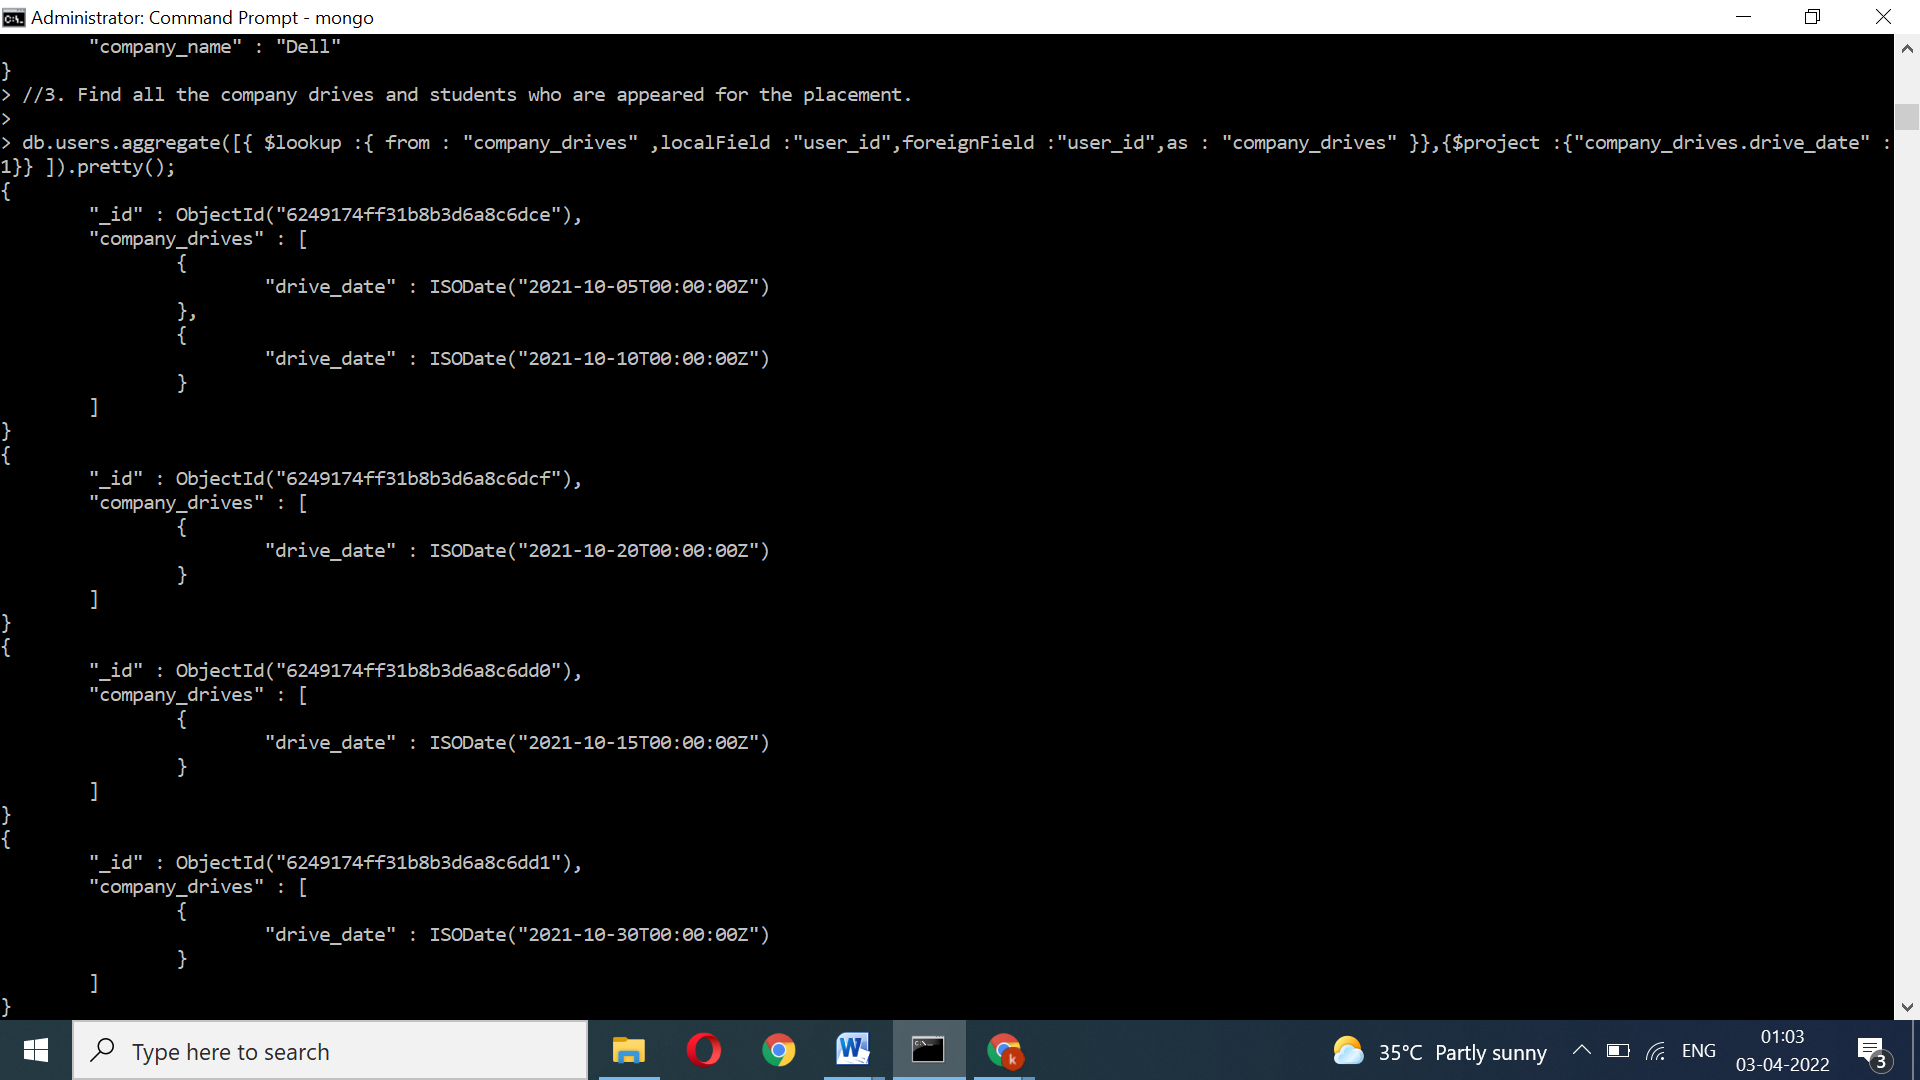 Administrator: Command Prompt - mongo
"company_name" : "Dell"
}
> //3. Find all the company drives and students who are appeared for the placement.
>
> db.users.aggregate([{ $lookup :{ from : "company_drives" ,localField :"user_id",foreignField :"user_id",as : "company_drives" }},{$project :{"company_drives.drive_date" :
1}} ]).pretty();
{
"_id" : ObjectId("6249174ff31b8b3d6a8c6dce"),
"company_drives" : [
{
"drive_date" : ISODate("2021-10-05T00:00:00Z")
},
{
"drive_date" : ISODate("2021-10-10T00:00:00Z")
}
]
}
{
"_id" : ObjectId("6249174ff31b8b3d6a8c6dcf"),
"company_drives" : [
{
"drive_date" : ISODate("2021-10-20T00:00:00Z")
}
]
}
{
"_id" : ObjectId("6249174ff31b8b3d6a8c6dd0"),
"company_drives" : [
{
"drive_date" : ISODate("2021-10-15T00:00:00Z")
}
]
}
{
"_id" : ObjectId("6249174ff31b8b3d6a8c6dd1"),
"company_drives" : [
{
"drive_date" : ISODate("2021-10-30T00:00:00Z")
}
]
}
Type here to search
35°C Partly sunny
ENG
01:03
03-04-2022
3